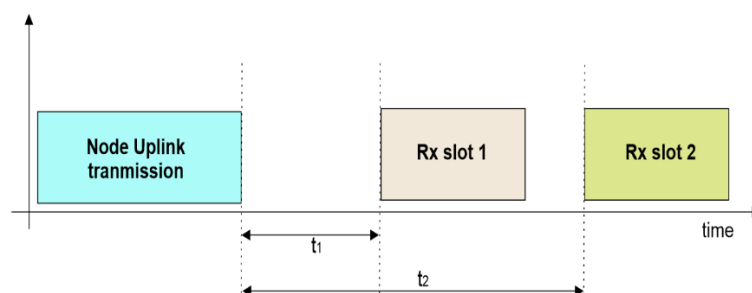 Node Uplink
tranmission
Rx slot 1
Rx slot 2
time
t1
t2